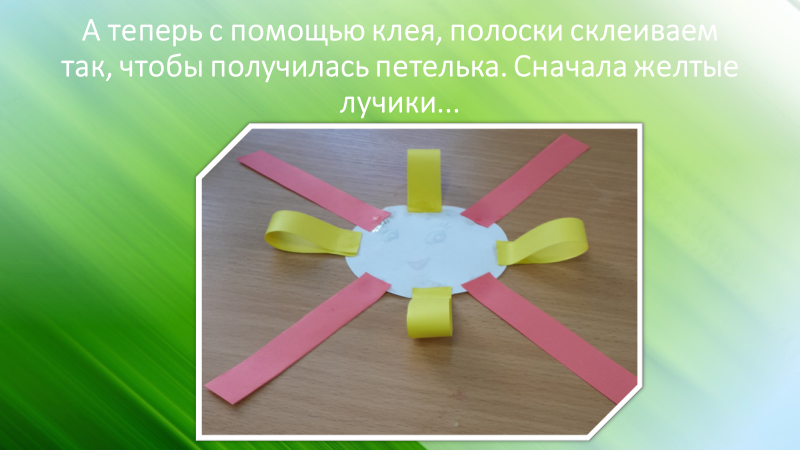 А теперь с помощью клея, полоски склеиваем
так, чтобы получилась петелька. Сначала желтые
лучики...